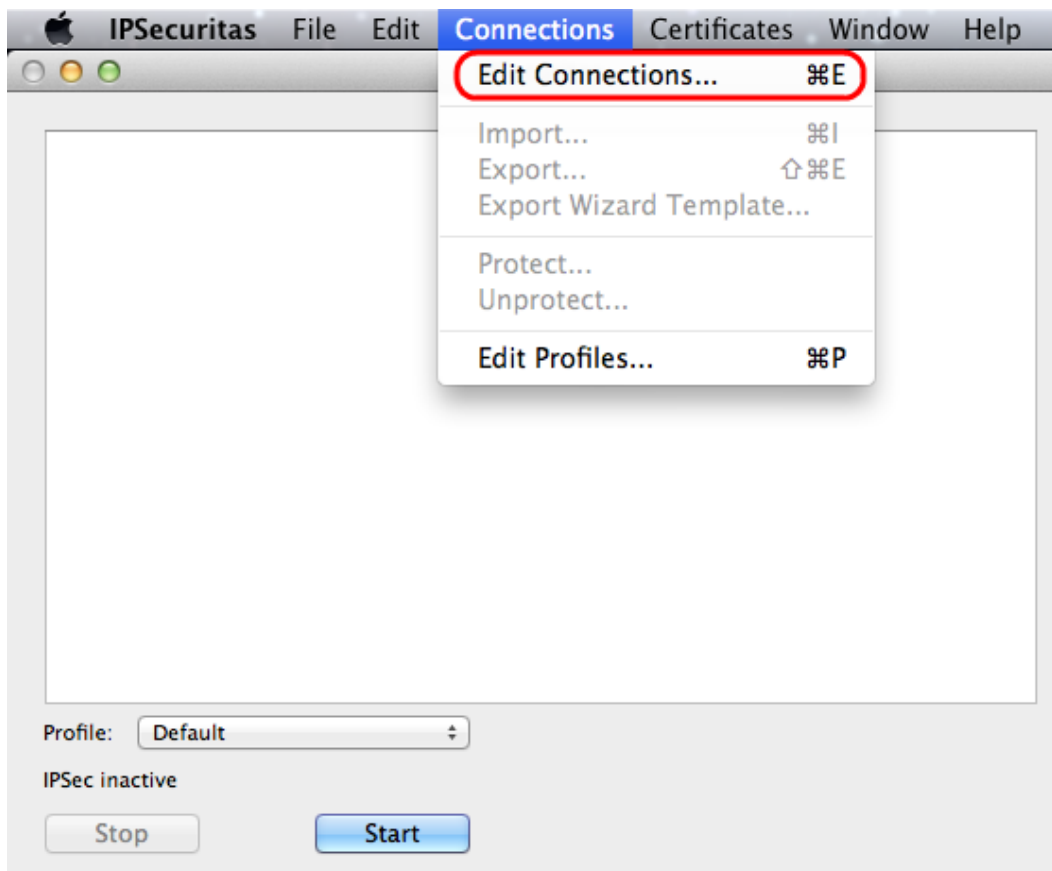 IPSecuritas File Edit Connections Certificates Window Help
Edit Connections... ⌘E
Import... ⌘I
Export... ⇧⌘E
Export Wizard Template...
Protect...
Unprotect...
Edit Profiles... ⌘P
Profile: Default
IPSec inactive
Stop Start